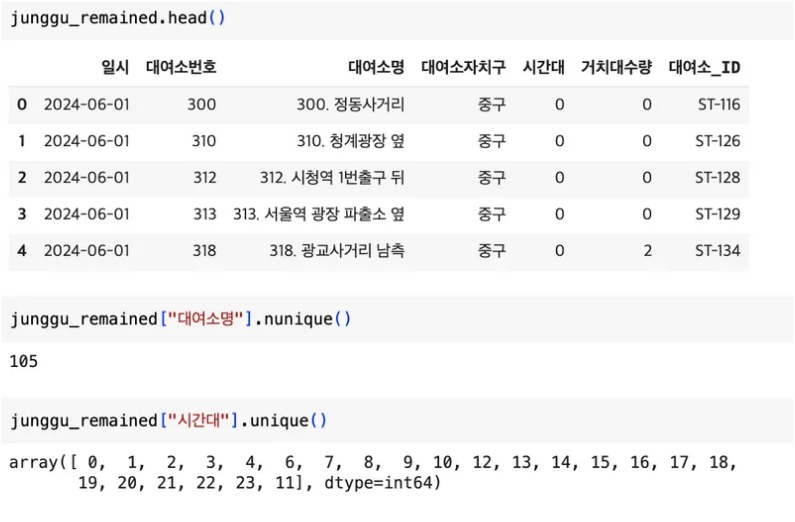 junggu_remained.head()
일시 대여소번호 대여소명 대여소자치구 시간대 거치대수량 대여소_ID
0 2024-06-01 300 300. 정동사거리 중구 0 0 ST-116
1 2024-06-01 310 310. 청계광장 옆 중구 0 0 ST-126
2 2024-06-01 312 312. 시청역 1번출구 뒤 중구 0 0 ST-128
3 2024-06-01 313 313. 서울역 광장 파출소 옆 중구 0 0 ST-129
4 2024-06-01 318 318. 광교사거리 남측 중구 0 2 ST-134
junggu_remained["대여소명"].nunique()
105
junggu_remained["시간대"].unique()
array([ 0, 1, 2, 3, 4, 6, 7, 8, 9, 10, 12, 13, 14, 15, 16, 17, 18,
19, 20, 21, 22, 23, 11], dtype=int64)